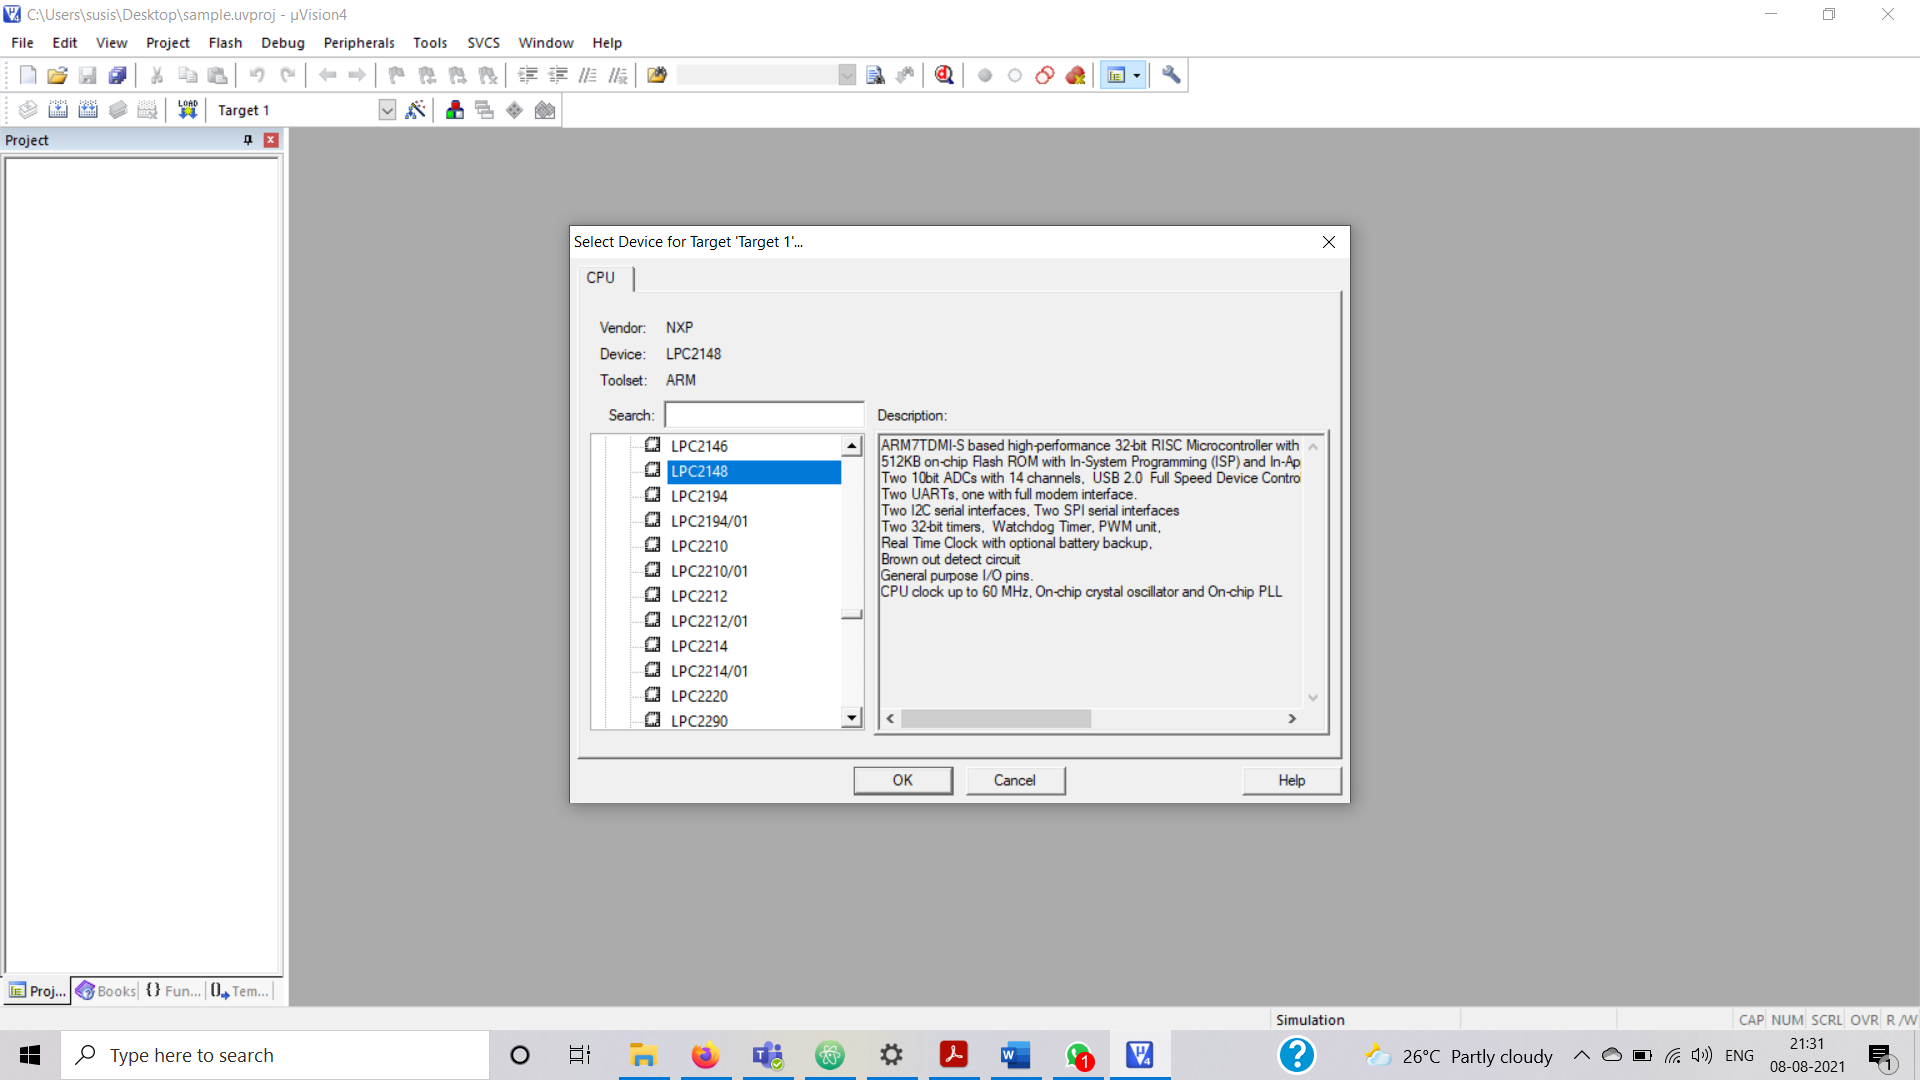 C:\Users\susis\Desktop\sample.uvproj - µVision4
File Edit View Project Flash Debug Peripherals Tools SVCS Window Help
LOAD Target 1
Project
Select Device for Target 'Target 1'...
CPU
Vendor: NXP
Device: LPC2148
Toolset: ARM
Search:
LPC2146
LPC2148
LPC2194
LPC2194/01
LPC2210
LPC2210/01
LPC2212
LPC2212/01
LPC2214
LPC2214/01
LPC2220
LPC2290
Description:
ARM7TDMI-S based high-performance 32-bit RISC Microcontroller with
512KB on-chip Flash ROM with In-System Programming (ISP) and In-Ap
Two 10bit ADCs with 14 channels, USB 2.0 Full Speed Device Contro
Two UARTs, one with full modem interface.
Two I2C serial interfaces, Two SPI serial interfaces
Two 32-bit timers, Watchdog Timer, PWM unit,
Real Time Clock with optional battery backup,
Brown out detect circuit
General purpose I/O pins.
CPU clock up to 60 MHz, On-chip crystal oscillator and On-chip PLL
OK Cancel Help
Proj... Books {} Fun... Tem...
Simulation CAP NUM SCRL OVR R/W
Type here to search
1
26°C Partly cloudy ENG
21:31
08-08-2021
1